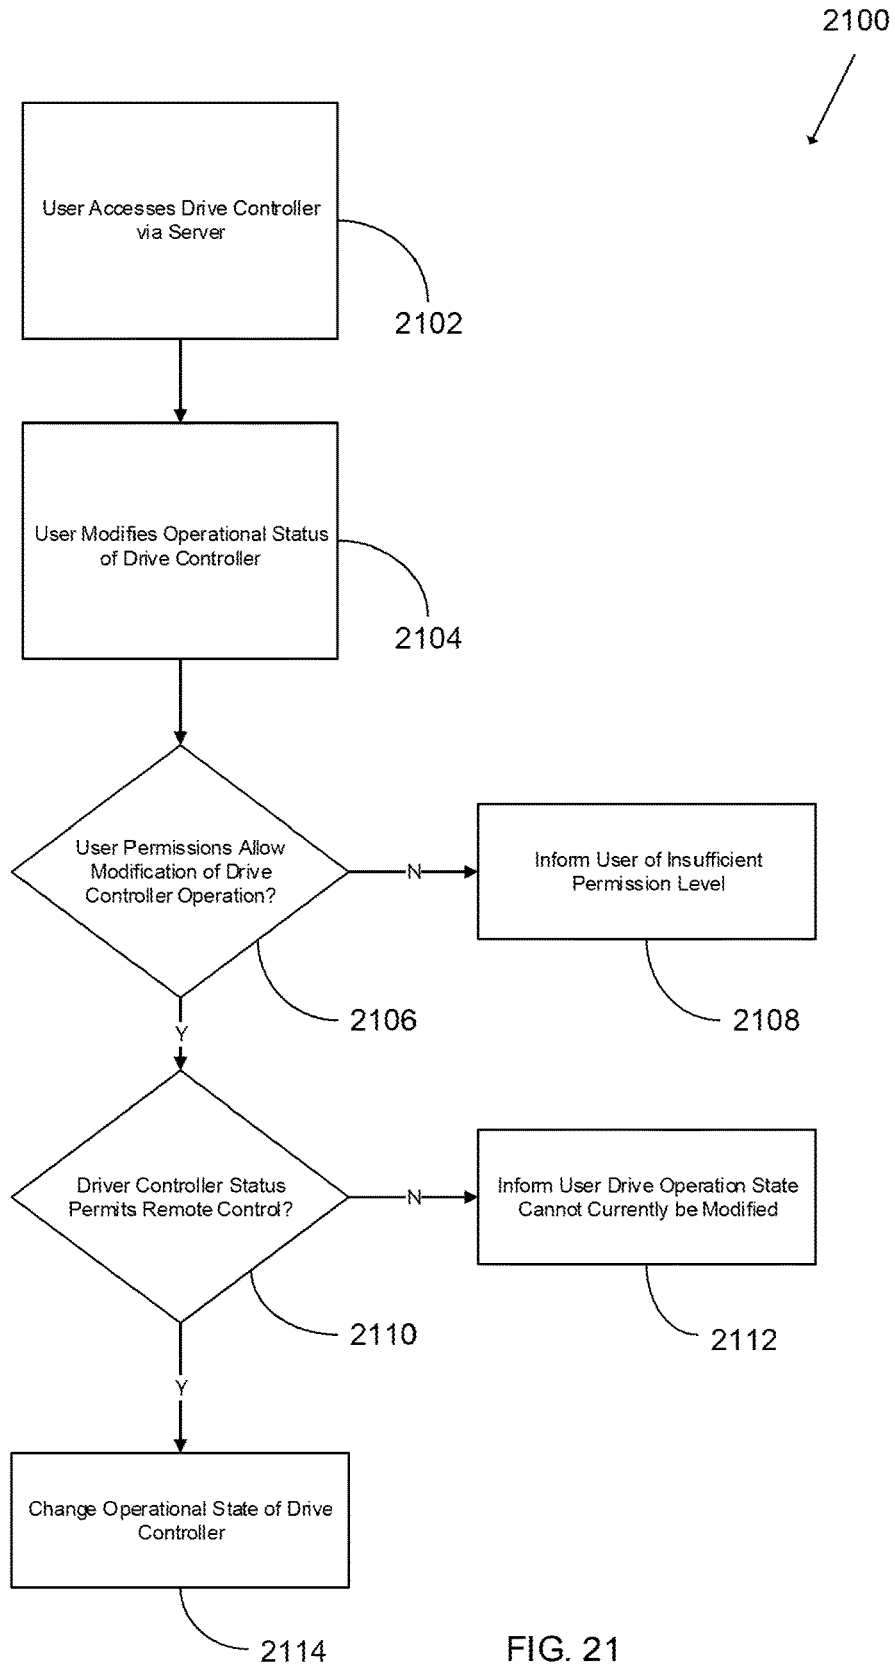 2100
User Accesses Drive Controller
via Server
2102
User Modifies Operational Status
of Drive Controller
2104
User Permissions Allow
Modification of Drive
Controller Operation?
N
Inform User of Insufficient
Permission Level
2106
2108
Y
Driver Controller Status
Permits Remote Control?
N
Inform User Drive Operation State
Cannot Currently be Modified
2110
2112
Y
Change Operational State of Drive
Controller
2114
FIG. 21